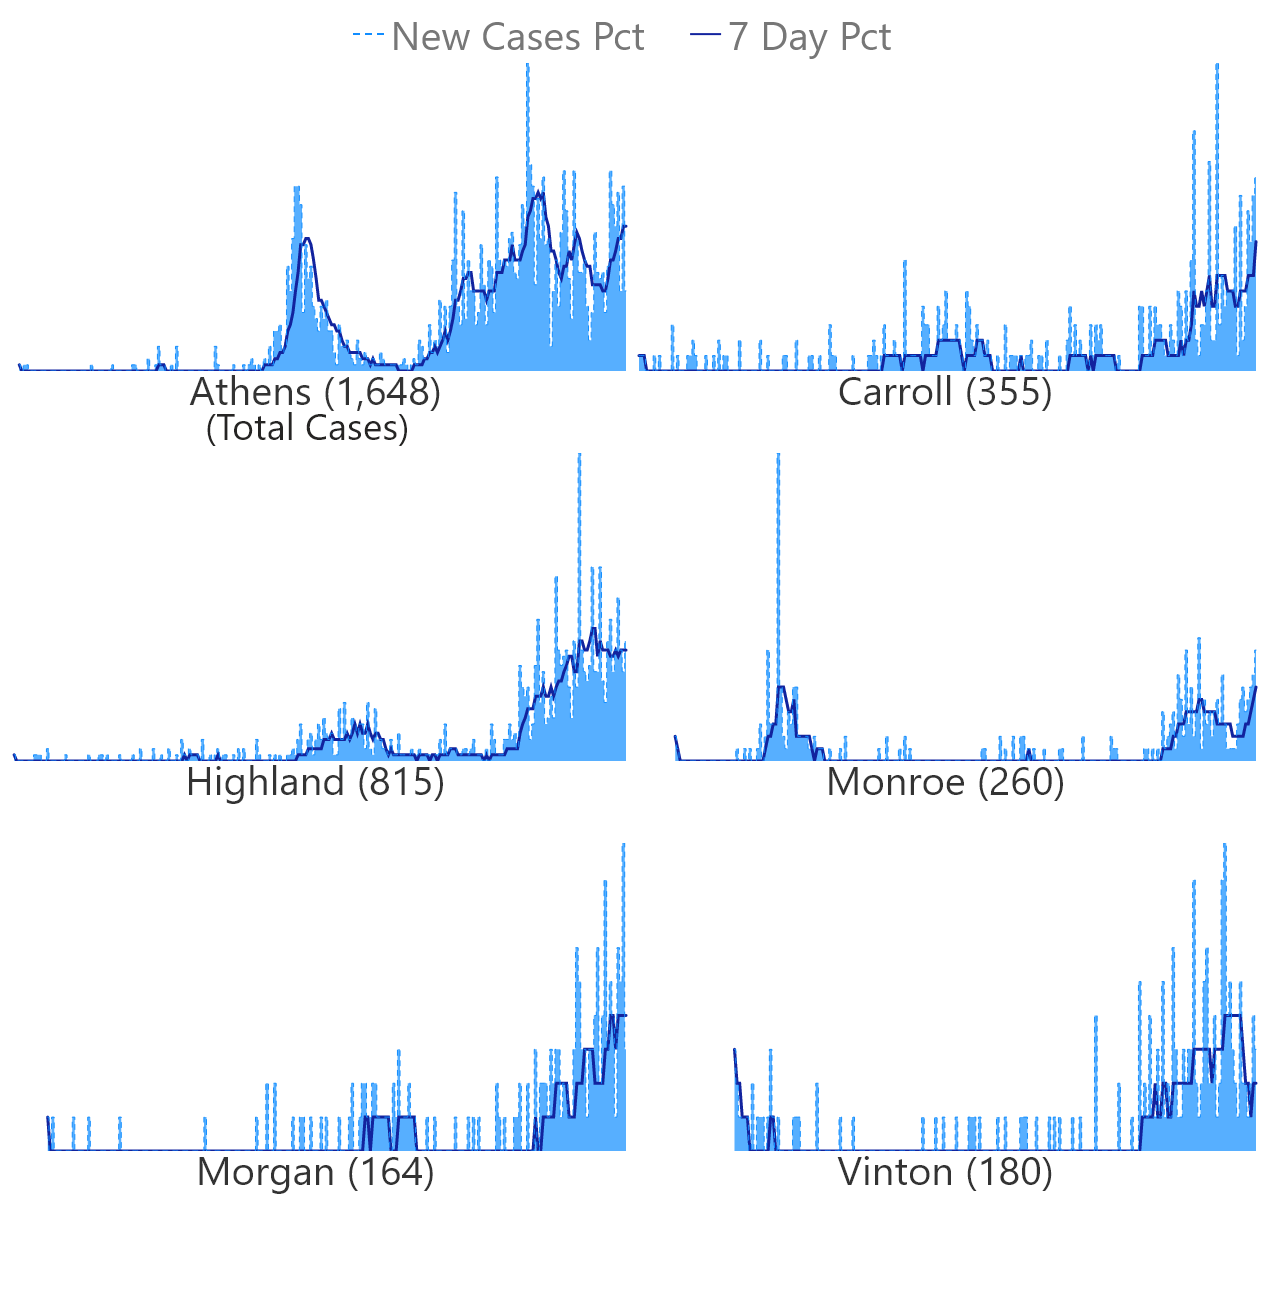 New Cases Pct 7 Day Pct
Athens (1,648) Carroll (355)
(Total Cases)
Highland (815) Monroe (260)
Morgan (164) Vinton (180)